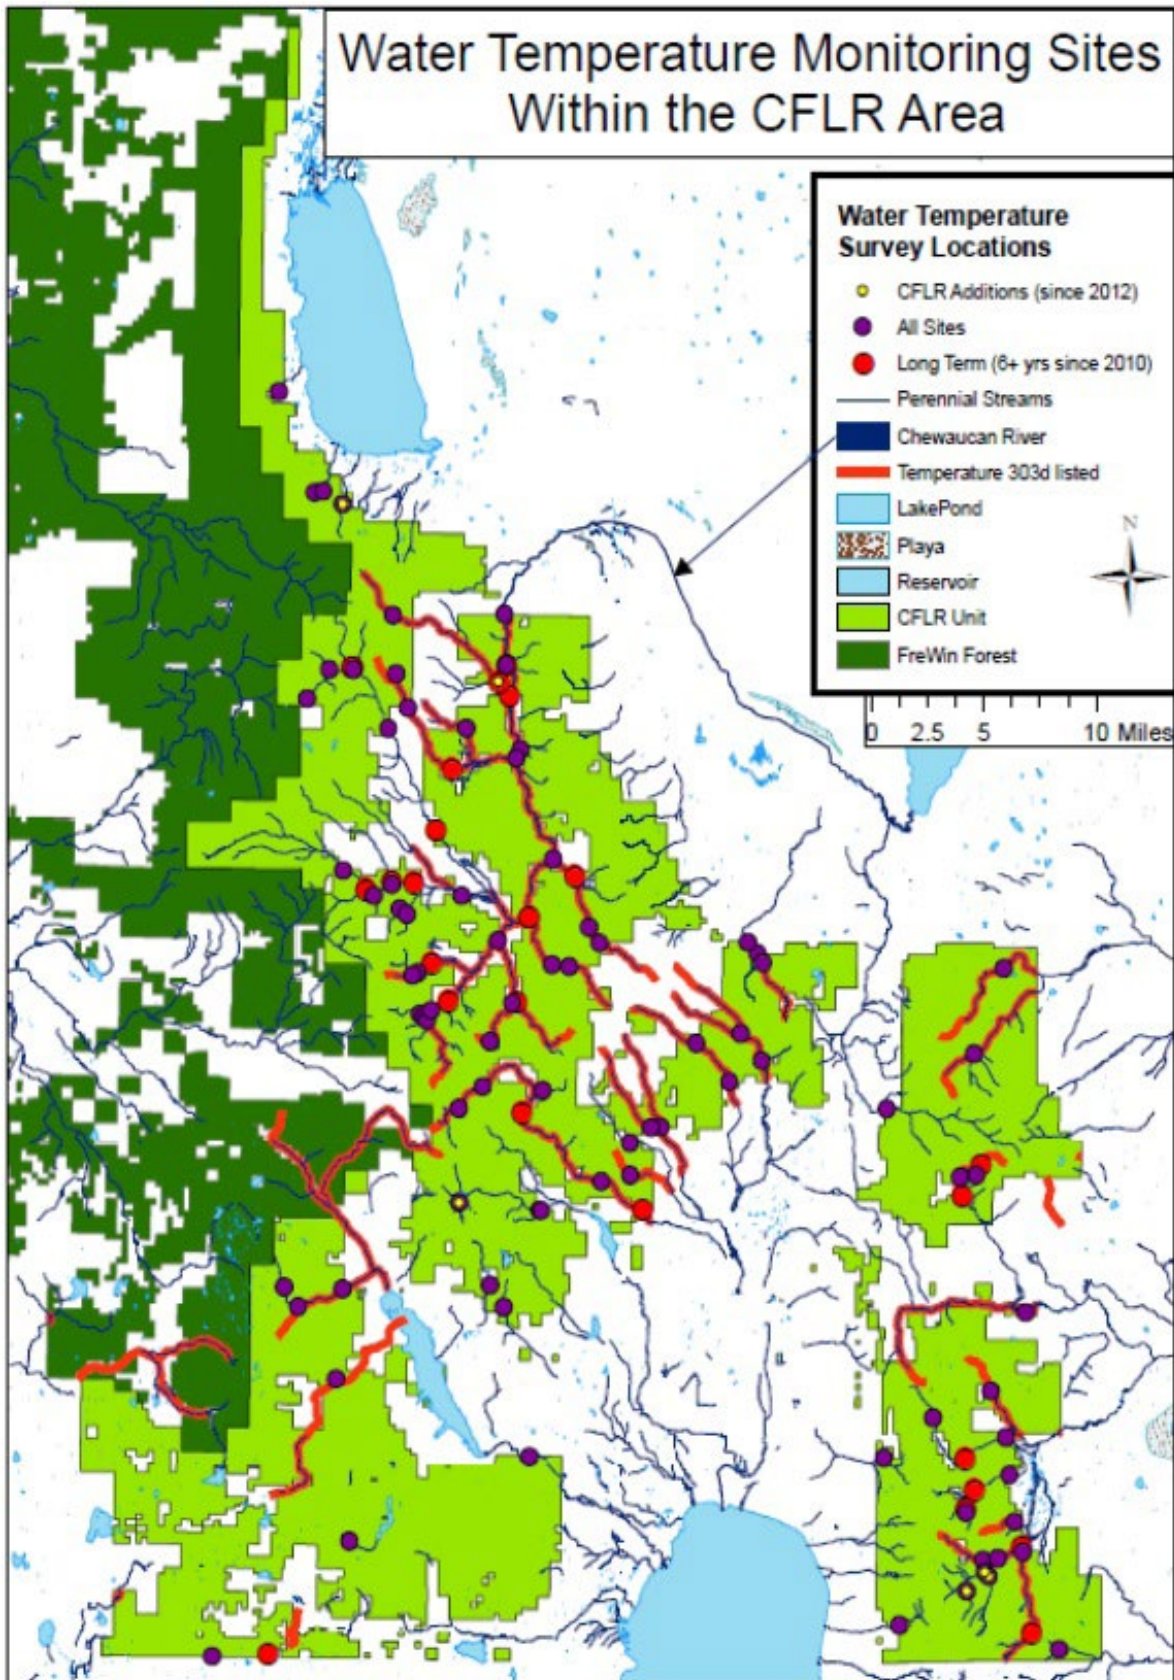 Water Temperature Monitoring Sites
Within the CFLR Area
Water Temperature
Survey Locations
CFLR Additions (since 2012)
All Sites
Long Term (6+ yrs since 2010)
Perennial Streams
Chewaucan River
Temperature 303d listed
LakePond
Playa
Reservoir
CFLR Unit
FreWin Forest
N
0 2.5 5 10 Miles